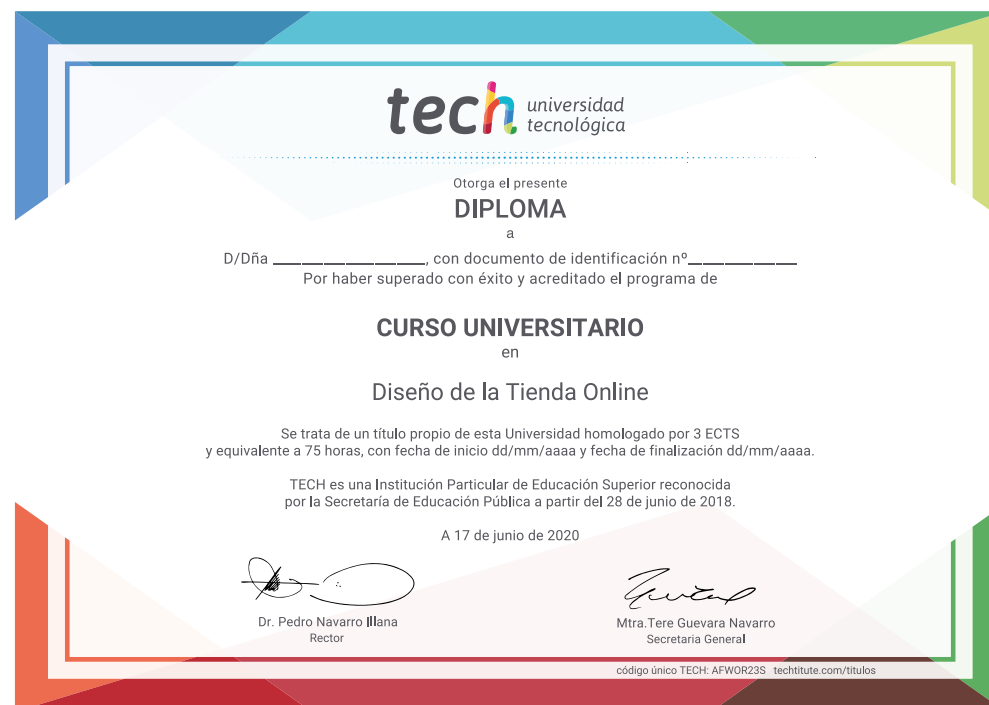 tech universidad
tecnológica
Otorga el presente
DIPLOMA
a
D/Dña ________________, con documento de identificación nº____________
Por haber superado con éxito y acreditado el programa de
CURSO UNIVERSITARIO
en
Diseño de la Tienda Online
Se trata de un título propio de esta Universidad homologado por 3 ECTS
y equivalente a 75 horas, con fecha de inicio dd/mm/aaaa y fecha de finalización dd/mm/aaaa.
TECH es una Institución Particular de Educación Superior reconocida
por la Secretaría de Educación Pública a partir del 28 de junio de 2018.
A 17 de junio de 2020
Dr. Pedro Navarro Illana
Rector
Mtra.Tere Guevara Navarro
Secretaria General
código único TECH: AFWOR23S techtitute.com/titulos